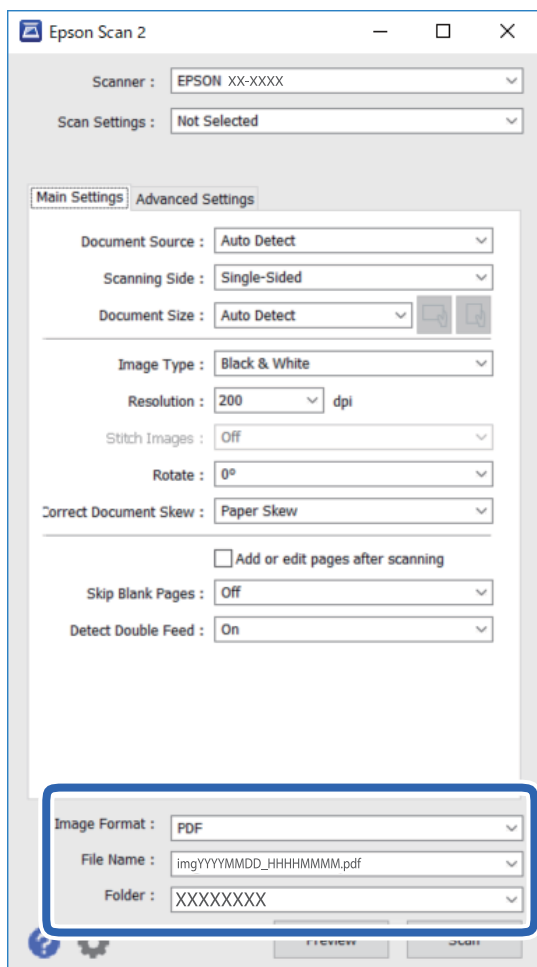 Epson Scan 2
Scanner : EPSON XX-XXXX
Scan Settings : Not Selected
Main Settings Advanced Settings
Document Source : Auto Detect
Scanning Side : Single-Sided
Document Size : Auto Detect
Image Type : Black & White
Resolution : 200 dpi
Stitch Images : Off
Rotate : 0º
Correct Document Skew : Paper Skew
Add or edit pages after scanning
Skip Blank Pages : Off
Detect Double Feed : On
Image Format : PDF
File Name : imgYYYYMMDD_HHHHMMMM.pdf
Folder : XXXXXXXX
? Preview Scan